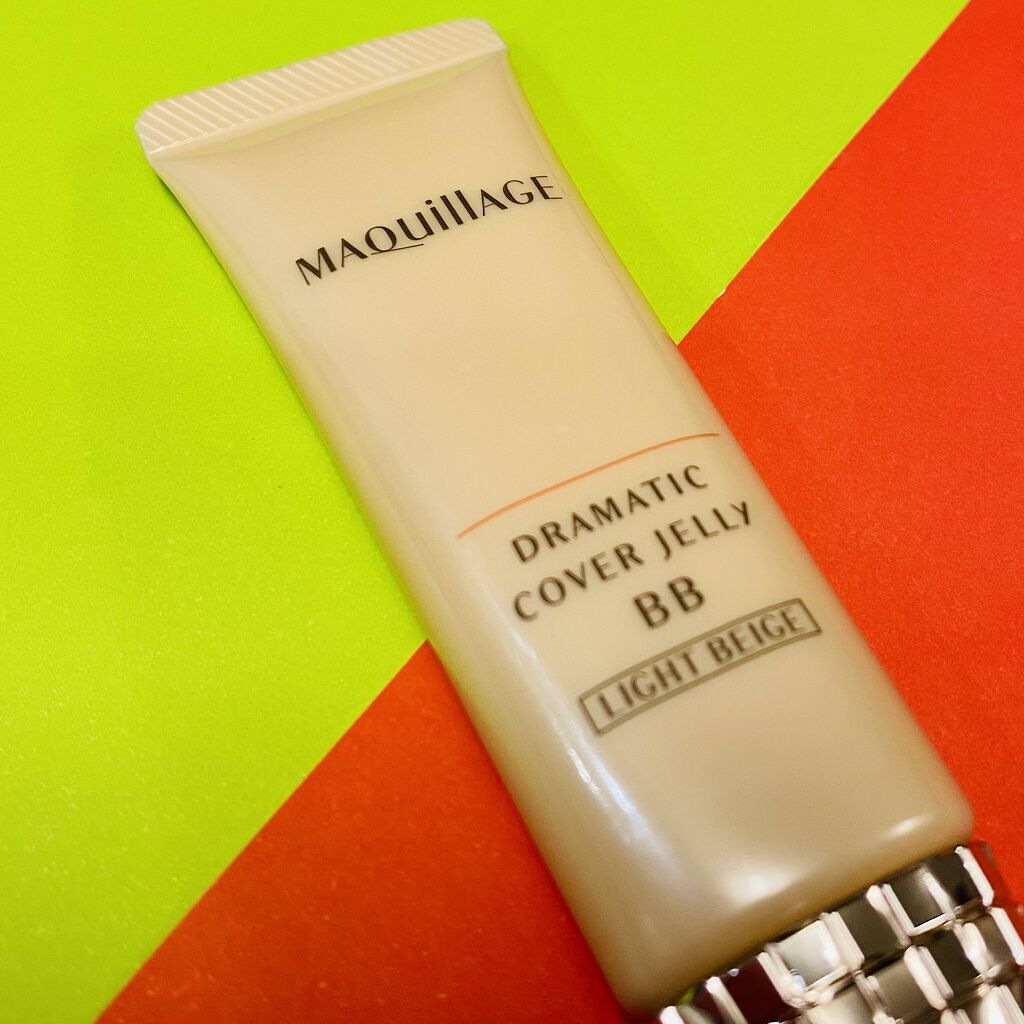 MAQuillAGE
DRAMATIC
COVER JELLY
BB
LIGHT BEIGE